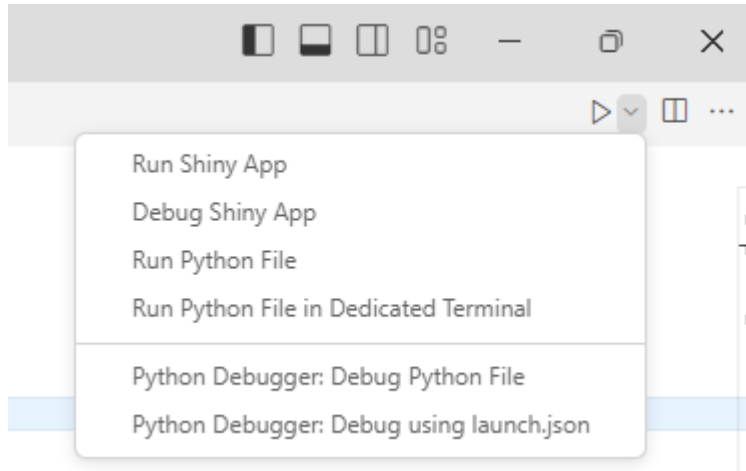 Run Shiny App
Debug Shiny App
Run Python File
Run Python File in Dedicated Terminal
Python Debugger: Debug Python File
Python Debugger: Debug using launch.json